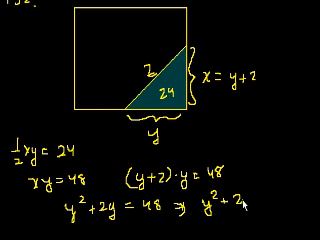 z
24
x = y+2
y
1/2 xy = 24
xy = 48 (y+2)·y = 48
y² + 2y = 48 ⇒ y² + 2